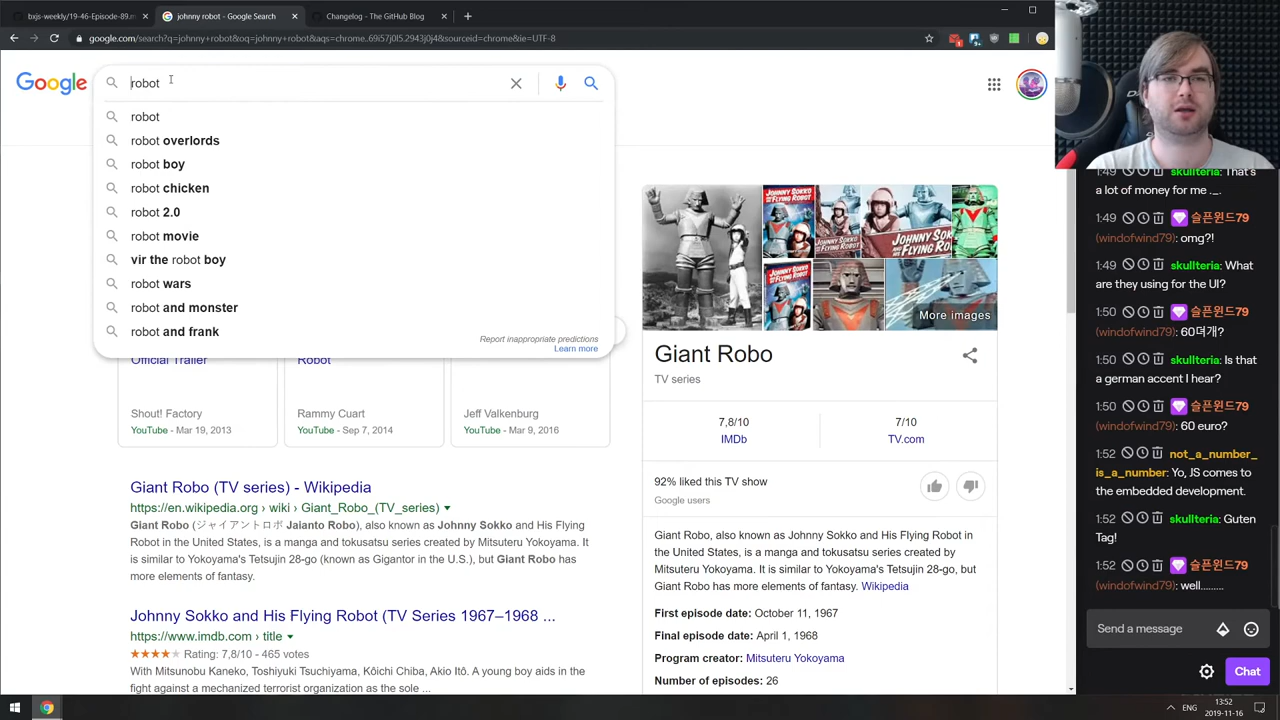 bxjs-weekly/19-46-Episode-89.m
johnny robot - Google Search
Changelog - The GitHub Blog
google.com/search?q=johnny+robot&oq=johnny+robot&aqs=chrome..69i57j0l5.2943j0j4&sourceid=chrome&ie=UTF-8
Google
robot
robot
robot overlords
robot boy
robot chicken
robot 2.0
robot movie
vir the robot boy
robot wars
robot and monster
robot and frank
Report inappropriate predictions
Learn more
Official Trailer
Robot
Shout! Factory
Rammy Cuart
Jeff Valkenburg
YouTube - Mar 19, 2013
YouTube - Sep 7, 2014
YouTube - Mar 9, 2016
Giant Robo (TV series) - Wikipedia
https://en.wikipedia.org › wiki › Giant_Robo_(TV_series)
Giant Robo (ジャイアントロボ Jaianto Robo), also known as Johnny Sokko and His Flying
Robot in the United States, is a manga and tokusatsu series created by Mitsuteru Yokoyama. It
is similar to Yokoyama's Tetsujin 28-go (known as Gigantor in the U.S.), but Giant Robo has
more elements of fantasy.
Johnny Sokko and His Flying Robot (TV Series 1967–1968 ...
https://www.imdb.com › title
Rating: 7,8/10 - 465 votes
With Mitsunobu Kaneko, Toshiyuki Tsuchiyama, Kôichi Chiba, Akio Itô. A young boy aids in the
fight against a mechanized terrorist organization as the sole ...
JOHNNY SOKKO
More images
Giant Robo
TV series
7,8/10
IMDb
7/10
TV.com
92% liked this TV show
Google users
Giant Robo, also known as Johnny Sokko and His Flying Robot in
the United States, is a manga and tokusatsu series created by
Mitsuteru Yokoyama. It is similar to Yokoyama's Tetsujin 28-go, but
Giant Robo has more elements of fantasy. Wikipedia
First episode date: October 11, 1967
Final episode date: April 1, 1968
Program creator: Mitsuteru Yokoyama
Number of episodes: 26
1:49 skullteria: That's
a lot of money for me ._.
1:49 슬픈윈드79
(windofwind79): omg?!
1:49 skullteria: What
are they using for the UI?
1:50 슬픈윈드79
(windofwind79): 60뎌개?
1:50 skullteria: Is that
a german accent I hear?
1:50 슬픈윈드79
(windofwind79): 60 euro?
1:52 not_a_number_
is_a_number: Yo, JS comes to
the embedded development.
1:52 skullteria: Guten
Tag!
1:52 슬픈윈드79
(windofwind79): well.........
Send a message
Chat
ENG
13:52
2019-11-16